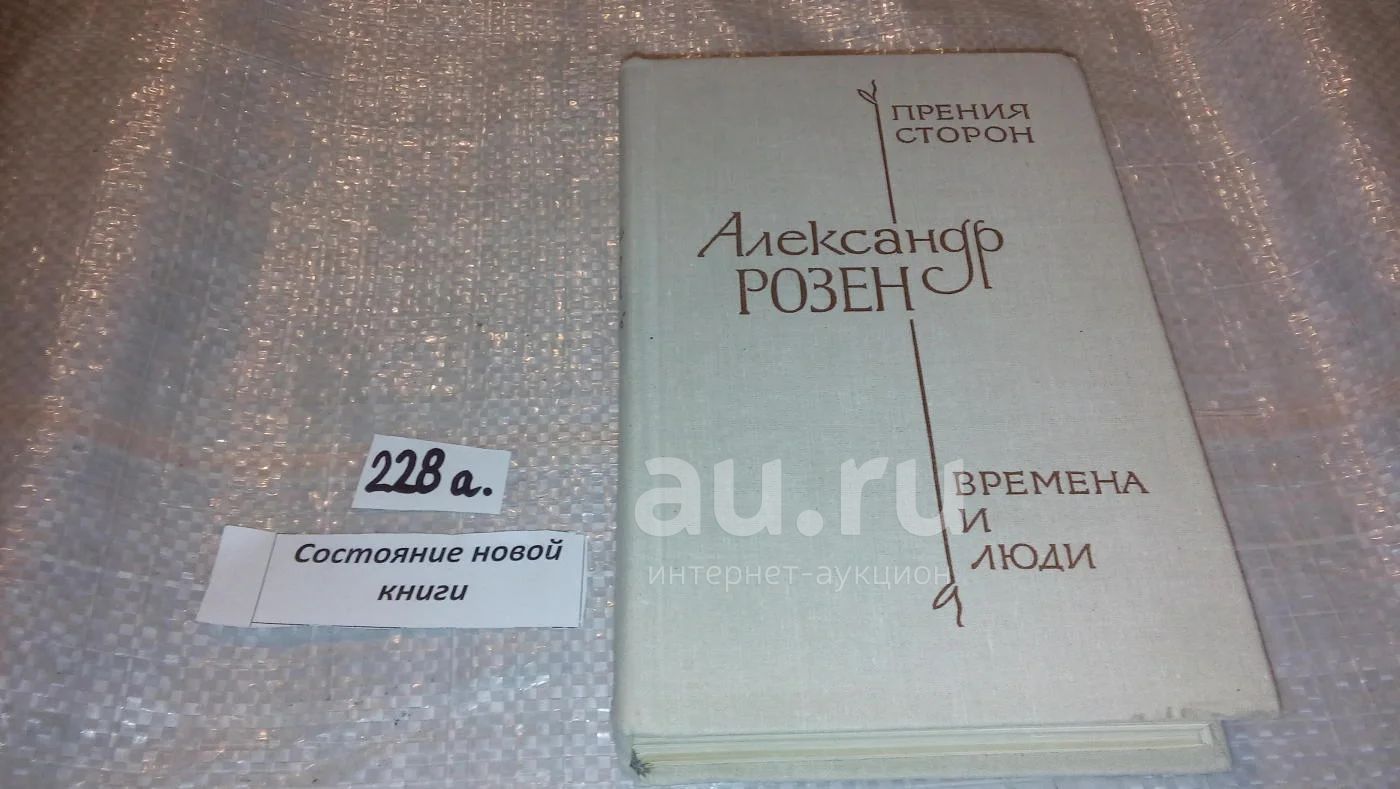 ПРЕНИЯ
СТОРОН
Александр
РОЗЕН
ВРЕМЕНА
И
ЛЮДИ
228 а.
Состояние новой
книги
au.ru
интернет-аукцион